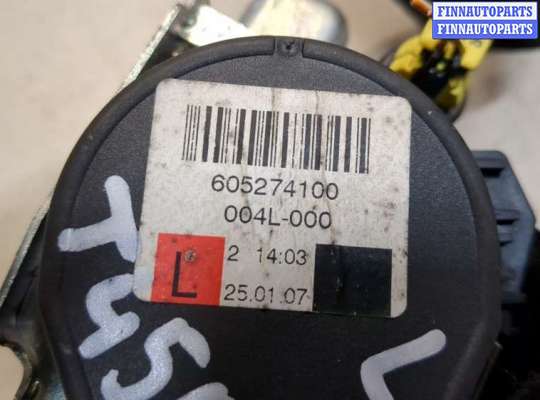 FINNAUTOPARTS
FINNAUTOPARTS
605274100
004L-000
L
2 14:03
25.01.07
L